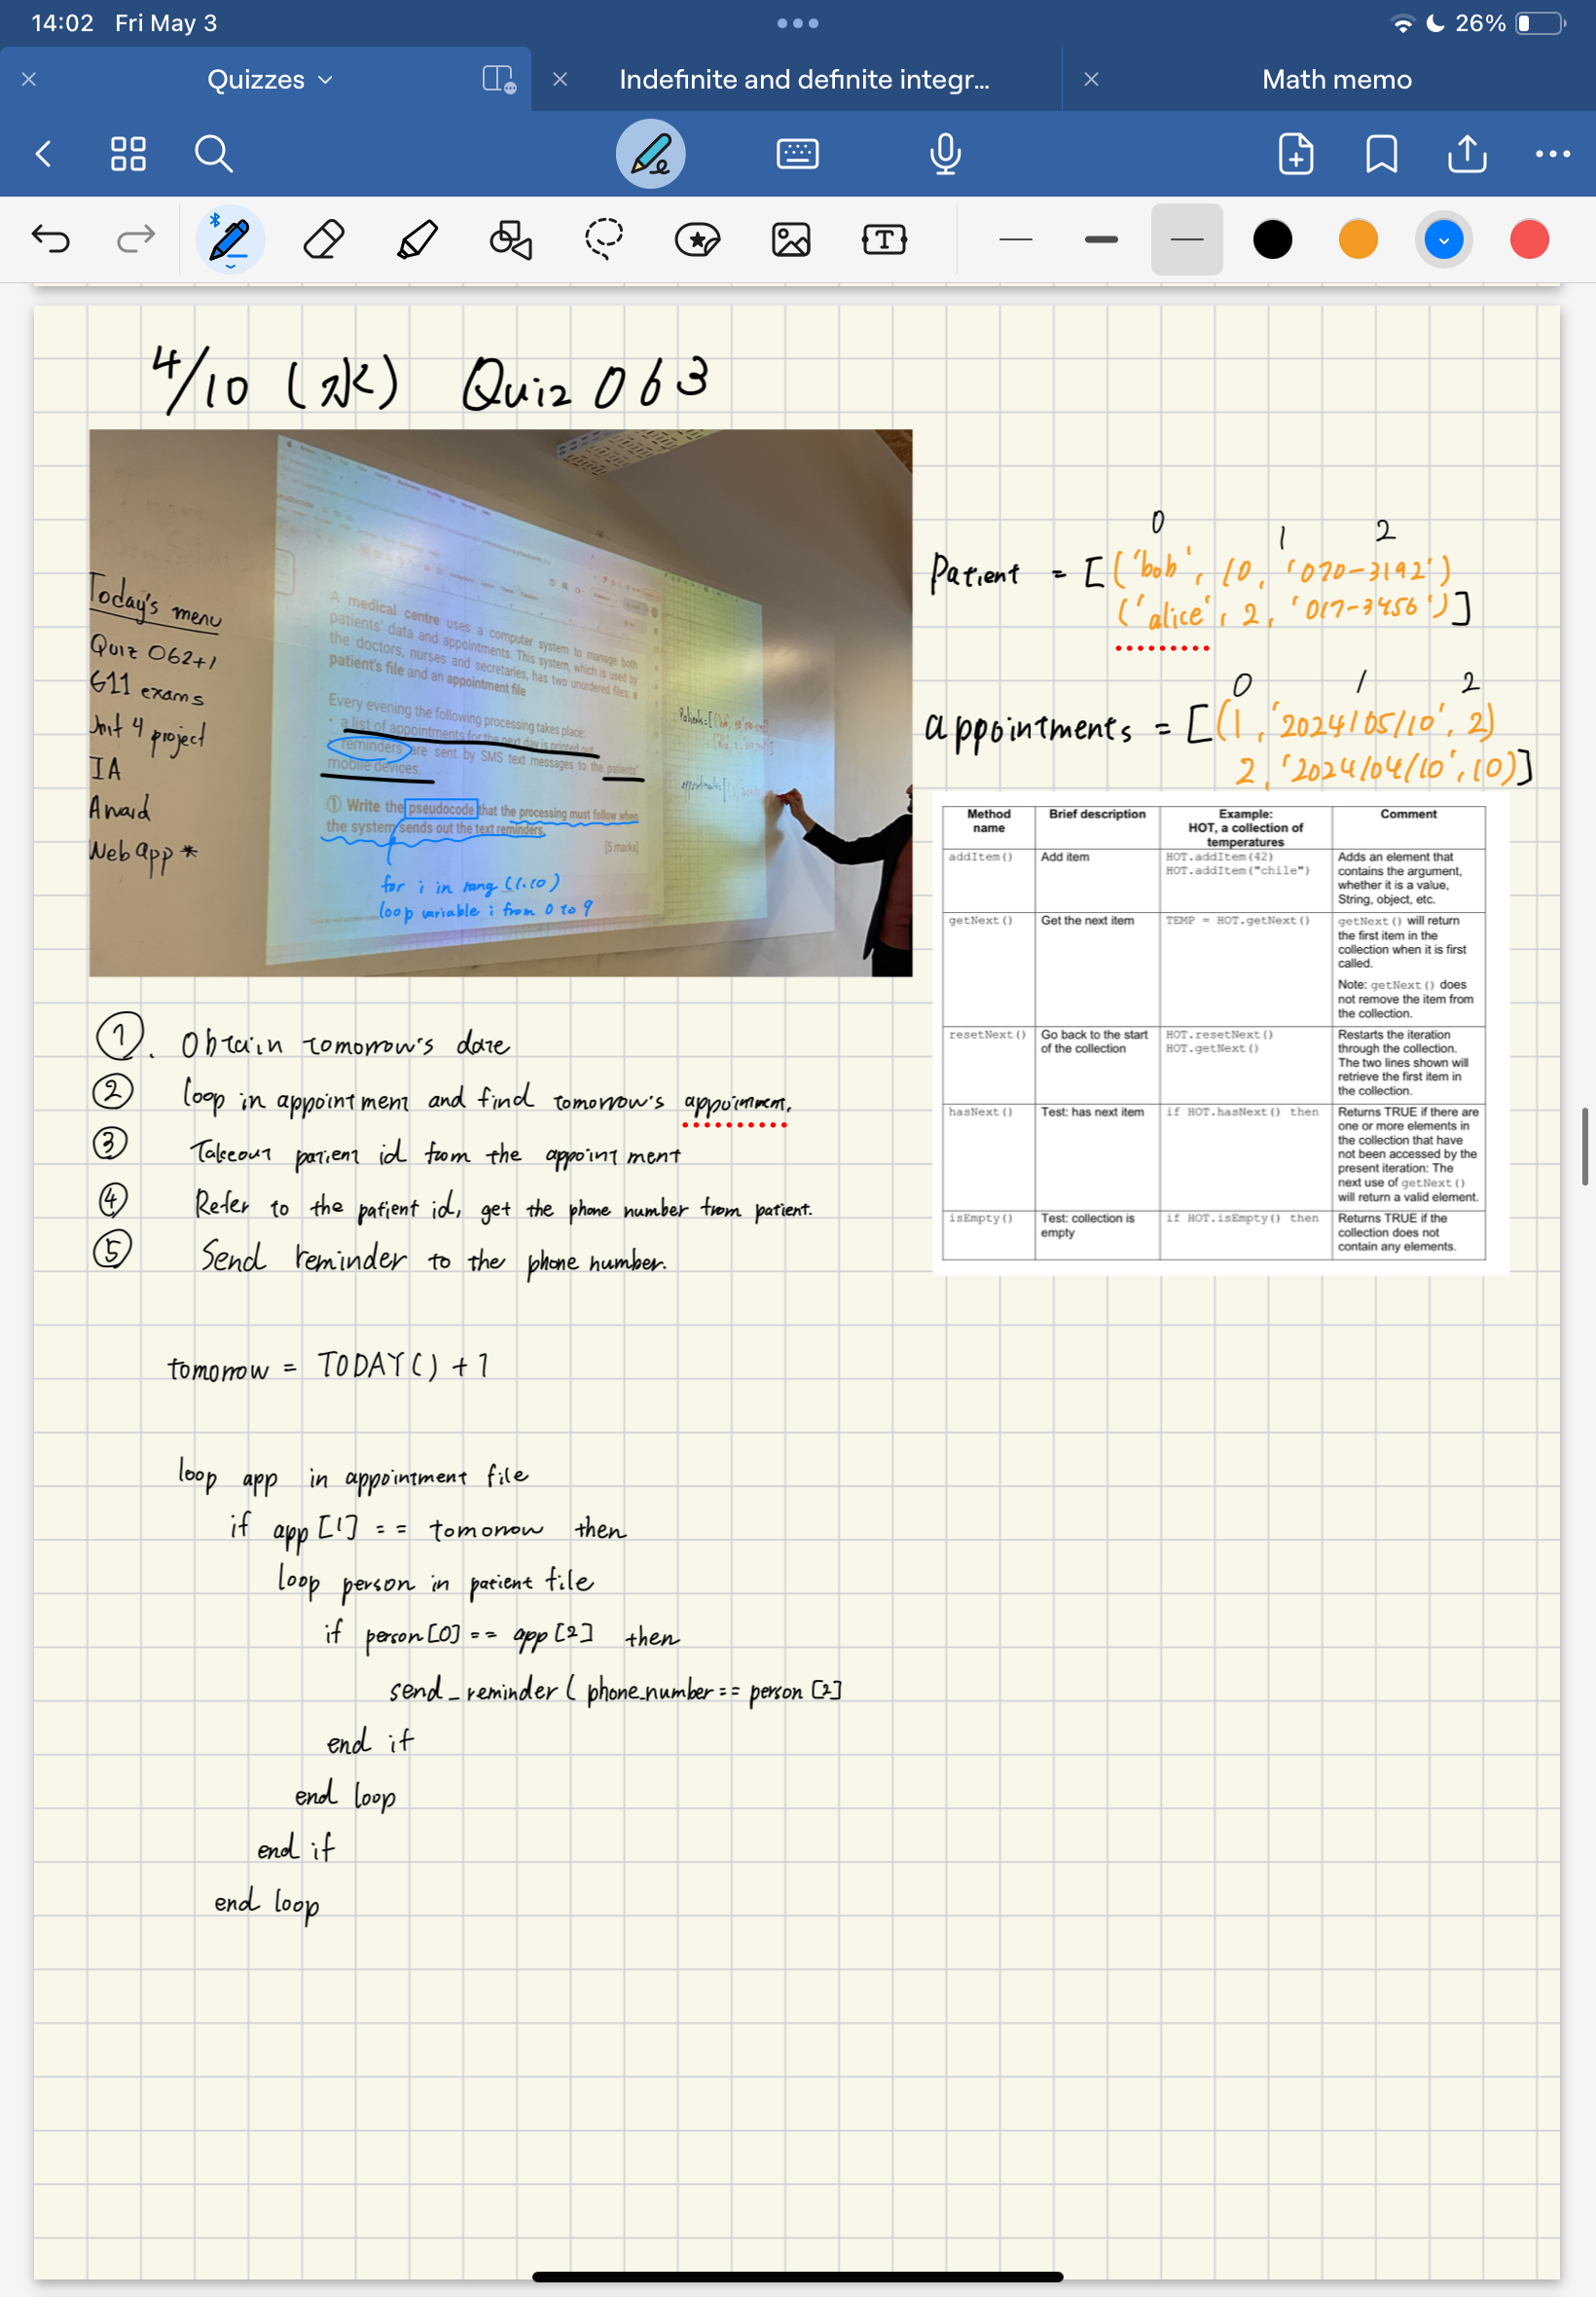 14:02 Fri May 3
26%
Quizzes
Indefinite and definite integr...
Math memo
4/10 (水) Quiz 063
Today's menu
Quiz 062+1
G11 exams
Unit 4 project
IA
Award
Web app *
A medical centre uses a computer system to manage both
patients' data and appointments. This system, which is used by
the doctors, nurses and secretaries, has two unordered files: a
patient's file and an appointment file
Every evening the following processing takes place:
• a list of appointments for the next day is printed out
reminders are sent by SMS text messages to the patients'
mobile devices.
① Write the pseudocode that the processing must follow when
the system sends out the text reminders.
[5 marks]
for i in rang (1.10)
loop variable i from 0 to 9
0 1 2
Patient = [('bob', 10, '070-3192')
('alice', 2, '017-3456')]
0 1 2
appointments = [(1, '2024/05/10', 2)
2, '2024/04/10', 10)]
Method name Brief description Example: HOT, a collection of temperatures Comment
addItem() Add item HOT.addItem(42) HOT.addItem("chile") Adds an element that contains the argument, whether it is a value, String, object, etc.
getNext() Get the next item TEMP = HOT.getNext() getNext() will return the first item in the collection when it is first called.
Note: getNext() does not remove the item from the collection.
resetNext() Go back to the start of the collection HOT.resetNext() HOT.getNext() Restarts the iteration through the collection. The two lines shown will retrieve the first item in the collection.
hasNext() Test: has next item if HOT.hasNext() then Returns TRUE if there are one or more elements in the collection that have not been accessed by the present iteration: The next use of getNext() will return a valid element.
isEmpty() Test: collection is empty if HOT.isEmpty() then Returns TRUE if the collection does not contain any elements.
①. Obtain tomorrow's date
② loop in appointment and find tomorrow's appoinment.
③ Takeout patient id from the appointment
④ Refer to the patient id, get the phone number from patient.
⑤ Send reminder to the phone number.
tomorrow = TODAY() + 1
loop app in appointment file
if app[1] == tomorrow then
loop person in patient file
if person[0] == app[2] then
send_reminder ( phone_number == person [2]
end if
end loop
end if
end loop